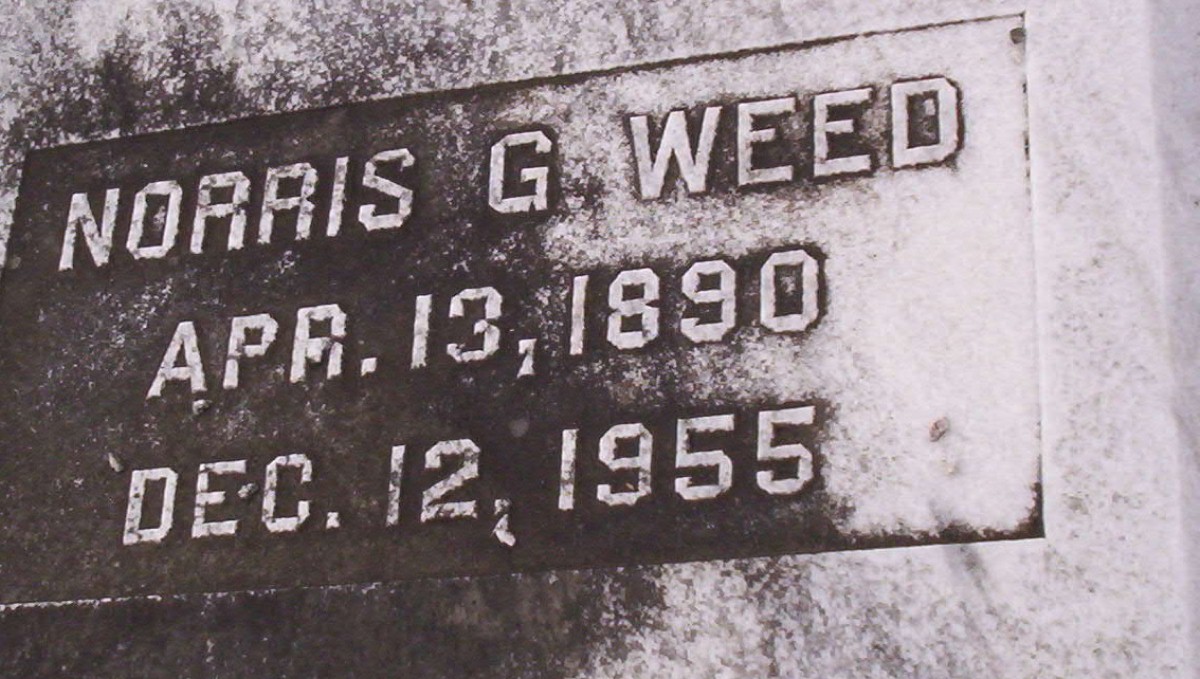 NORRIS G WEED
APR. 13, 1890
DEC. 12, 1955